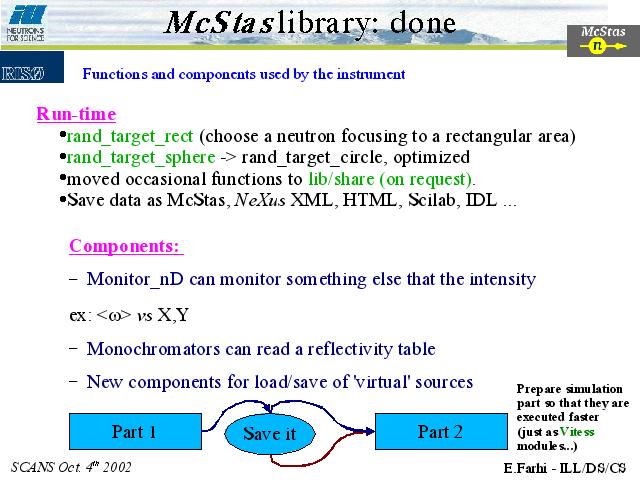 ill
NEUTRONS
FOR SCIENCE
McStas library: done
McStas
n
RISØ
Functions and components used by the instrument
Run-time
•rand_target_rect (choose a neutron focusing to a rectangular area)
•rand_target_sphere -> rand_target_circle, optimized
•moved occasional functions to lib/share (on request).
•Save data as McStas, NeXus XML, HTML, Scilab, IDL ...
Components:
– Monitor_nD can monitor something else that the intensity
ex: <ω> vs X,Y
– Monochromators can read a reflectivity table
– New components for load/save of 'virtual' sources
Prepare simulation
part so that they are
executed faster
(just as Vitess
modules...)
Part 1
Save it
Part 2
SCANS Oct. 4th 2002
E.Farhi - ILL/DS/CS